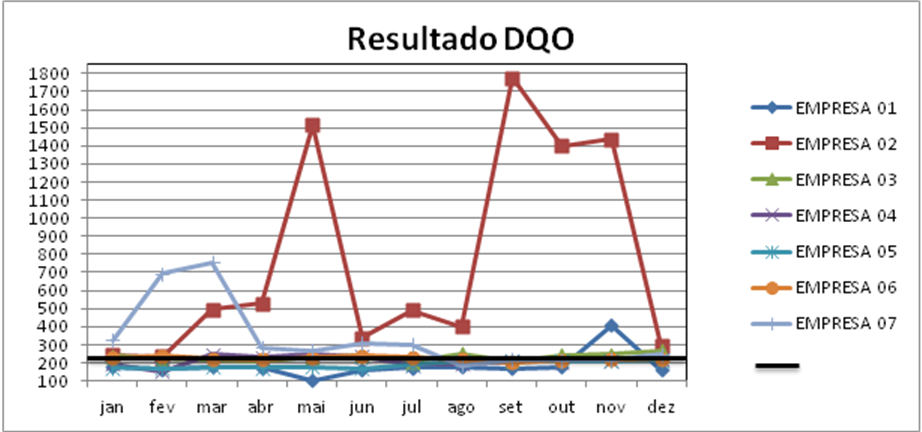 Resultado DQO
1800
1700
1600
1500
1400
1300
1200
1100
1000
900
800
700
600
500
400
300
200
100
jan fev mar abr mai jun jul ago set out nov dez
EMPRESA 01
EMPRESA 02
EMPRESA 03
EMPRESA 04
EMPRESA 05
EMPRESA 06
EMPRESA 07